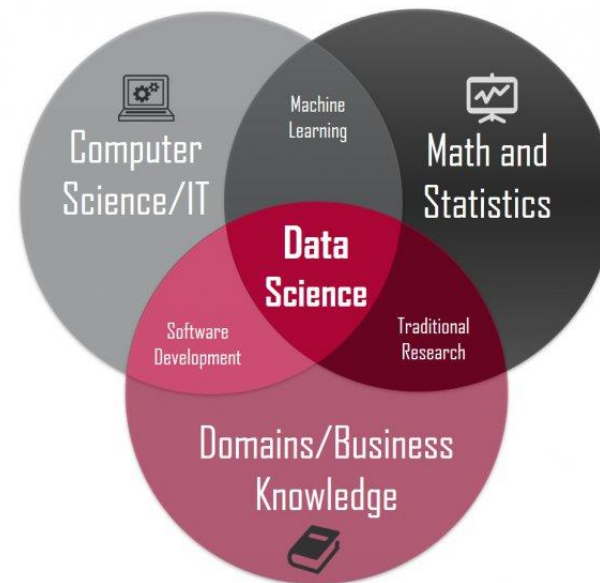 Computer
Science/IT
Machine
Learning
Math and
Statistics
Data
Science
Software
Development
Traditional
Research
Domains/Business
Knowledge